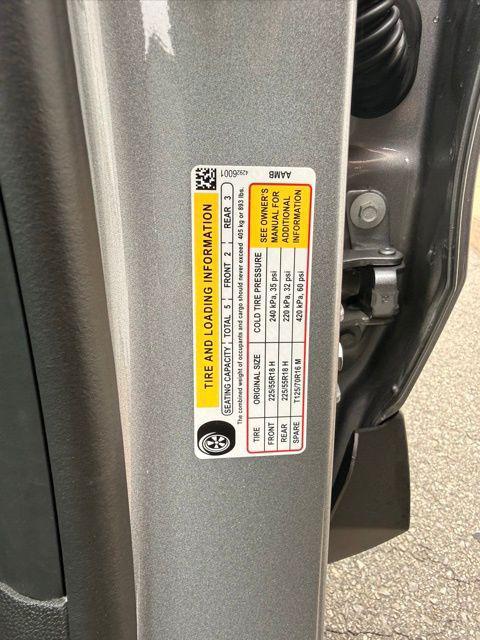 42926001
AAMB
TIRE AND LOADING INFORMATION
SEATING CAPACITY TOTAL 5 FRONT 2 REAR 3
The combined weight of occupants and cargo should never exceed 405 kg or 893 lbs.
TIRE ORIGINAL SIZE COLD TIRE PRESSURE
FRONT 225/55R18 H 240 kPa, 35 psi
REAR 225/55R18 H 220 kPa, 32 psi
SPARE T125/70R16 M 420 kPa, 60 psi
SEE OWNER'S
MANUAL FOR
ADDITIONAL
INFORMATION